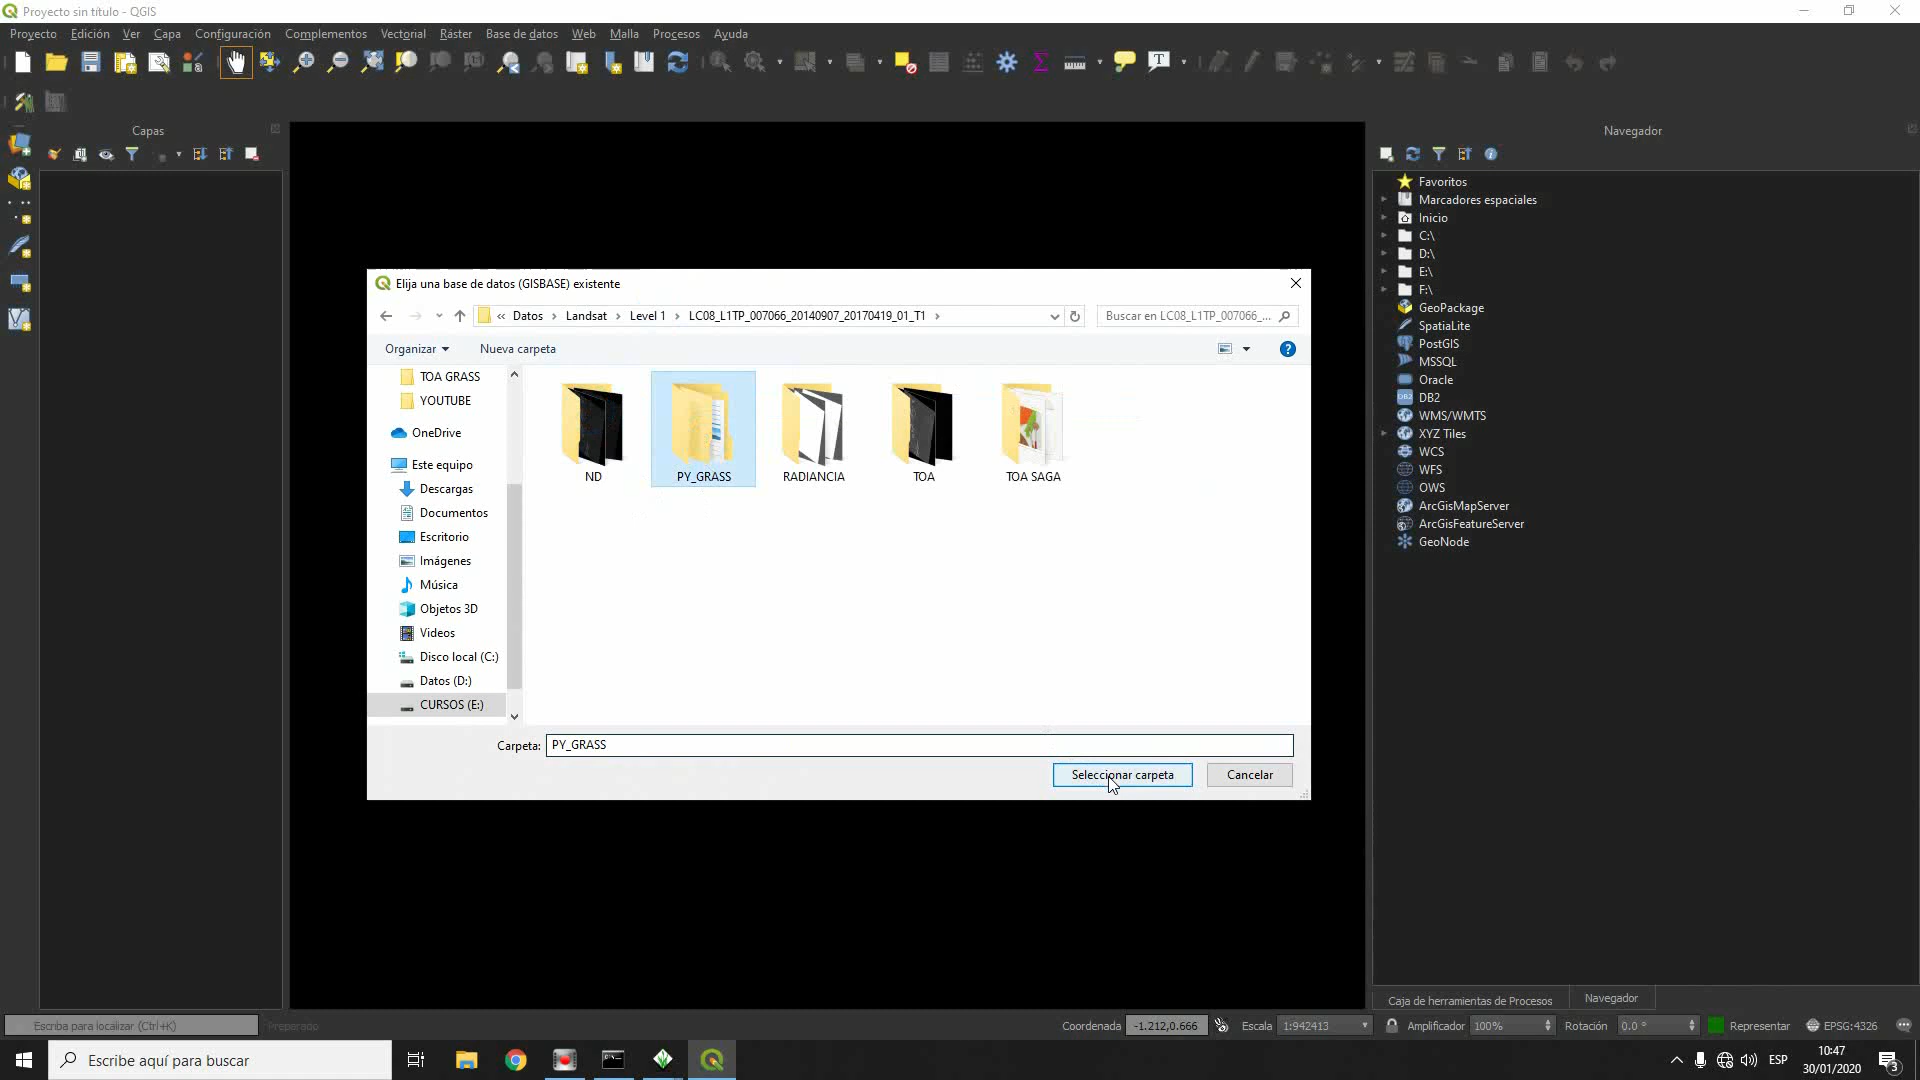 Proyecto sin título - QGIS
Proyecto Edición Ver Capa Configuración Complementos Vectorial Ráster Base de datos Web Malla Procesos Ayuda
Capas
Navegador
Favoritos
Marcadores espaciales
Inicio
C:\
D:\
E:\
F:\
GeoPackage
SpatiaLite
PostGIS
MSSQL
Oracle
DB2
WMS/WMTS
XYZ Tiles
WCS
WFS
OWS
ArcGisMapServer
ArcGisFeatureServer
GeoNode
Elija una base de datos (GISBASE) existente
« Datos › Landsat › Level 1 › LC08_L1TP_007066_20140907_20170419_01_T1 ›
Buscar en LC08_L1TP_007066_...
Organizar Nueva carpeta
TOA GRASS
YOUTUBE
OneDrive
Este equipo
Descargas
Documentos
Escritorio
Imágenes
Música
Objetos 3D
Videos
Disco local (C:)
Datos (D:)
CURSOS (E:)
ND PY_GRASS RADIANCIA TOA TOA SAGA
Carpeta: PY_GRASS
Seleccionar carpeta Cancelar
Caja de herramientas de Procesos Navegador
Escriba para localizar (Ctrl+K) Preparado Coordenada -1.212,0.666 Escala 1:942413 Amplificador 100% Rotación 0.0 ° Representar EPSG:4326
Escribe aquí para buscar
ESP
10:47
30/01/2020
3